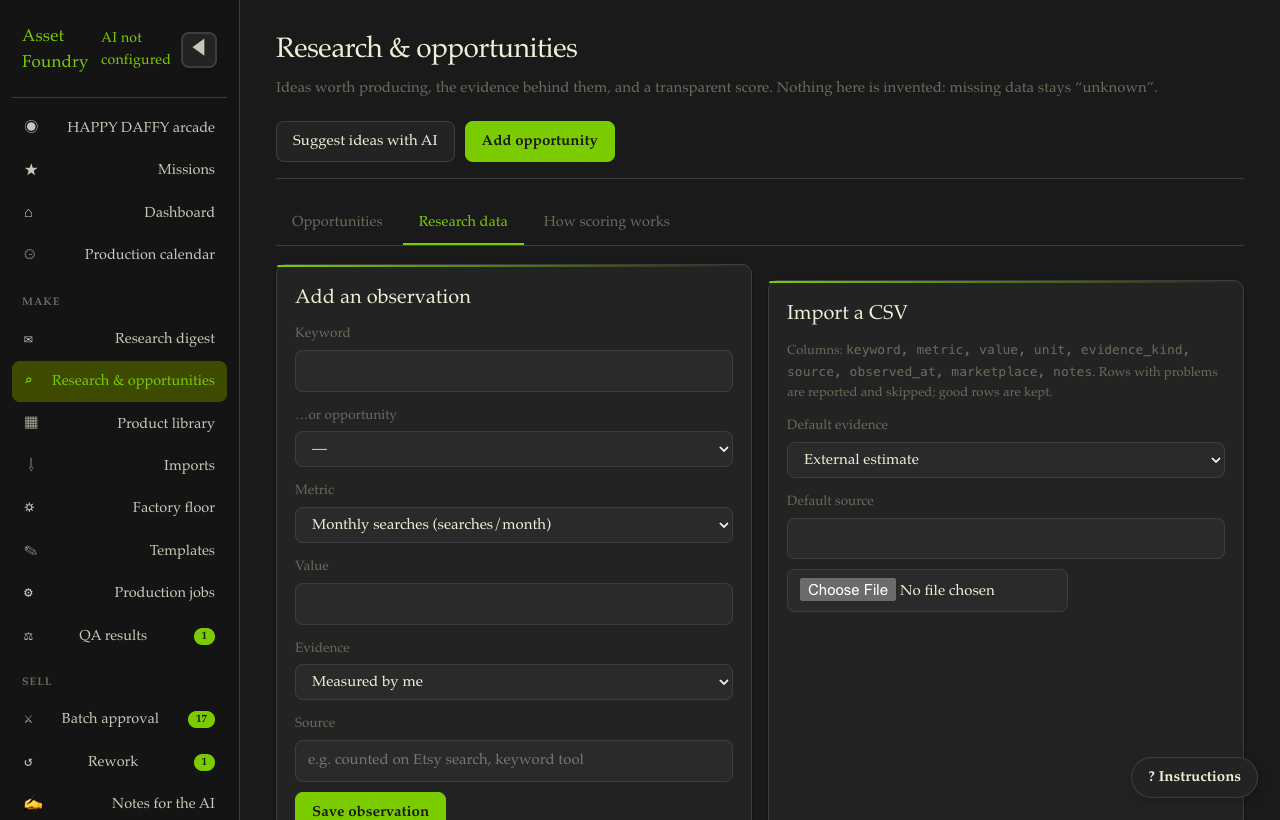 Asset Foundry
AI not configured
HAPPY DAFFY arcade
Missions
Dashboard
Production calendar
MAKE
Research digest
Research & opportunities
Product library
Imports
Factory floor
Templates
Production jobs
QA results 1
SELL
Batch approval 17
Rework 1
Notes for the AI
Research & opportunities
Ideas worth producing, the evidence behind them, and a transparent score. Nothing here is invented: missing data stays “unknown”.
Suggest ideas with AI
Add opportunity
Opportunities
Research data
How scoring works
Add an observation
Keyword
…or opportunity
—
Metric
Monthly searches (searches/month)
Value
Evidence
Measured by me
Source
e.g. counted on Etsy search, keyword tool
Save observation
Import a CSV
Columns: keyword, metric, value, unit, evidence_kind,
source, observed_at, marketplace, notes. Rows with problems
are reported and skipped; good rows are kept.
Default evidence
External estimate
Default source
Choose File No file chosen
? Instructions